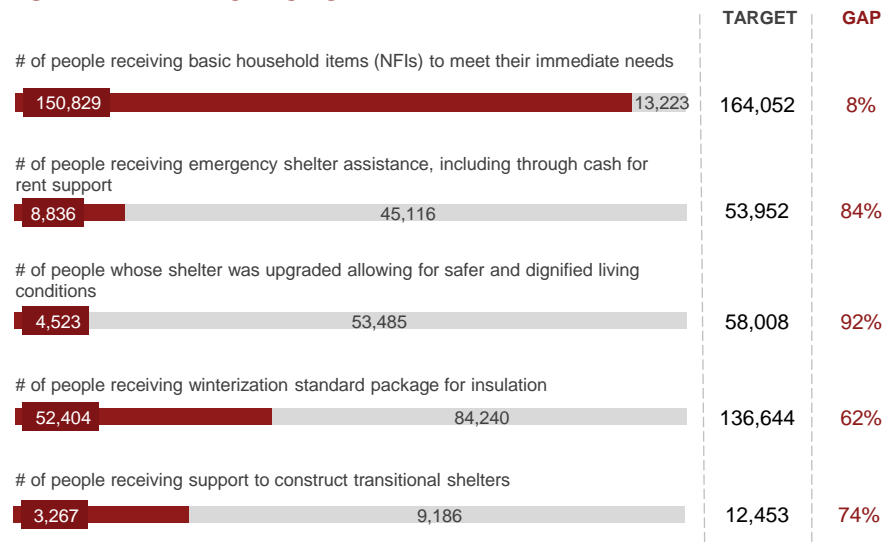 TARGET GAP
# of people receiving basic household items (NFIs) to meet their immediate needs
150,829 13,223 164,052 8%
# of people receiving emergency shelter assistance, including through cash for
rent support
8,836 45,116 53,952 84%
# of people whose shelter was upgraded allowing for safer and dignified living
conditions
4,523 53,485 58,008 92%
# of people receiving winterization standard package for insulation
52,404 84,240 136,644 62%
# of people receiving support to construct transitional shelters
3,267 9,186 12,453 74%